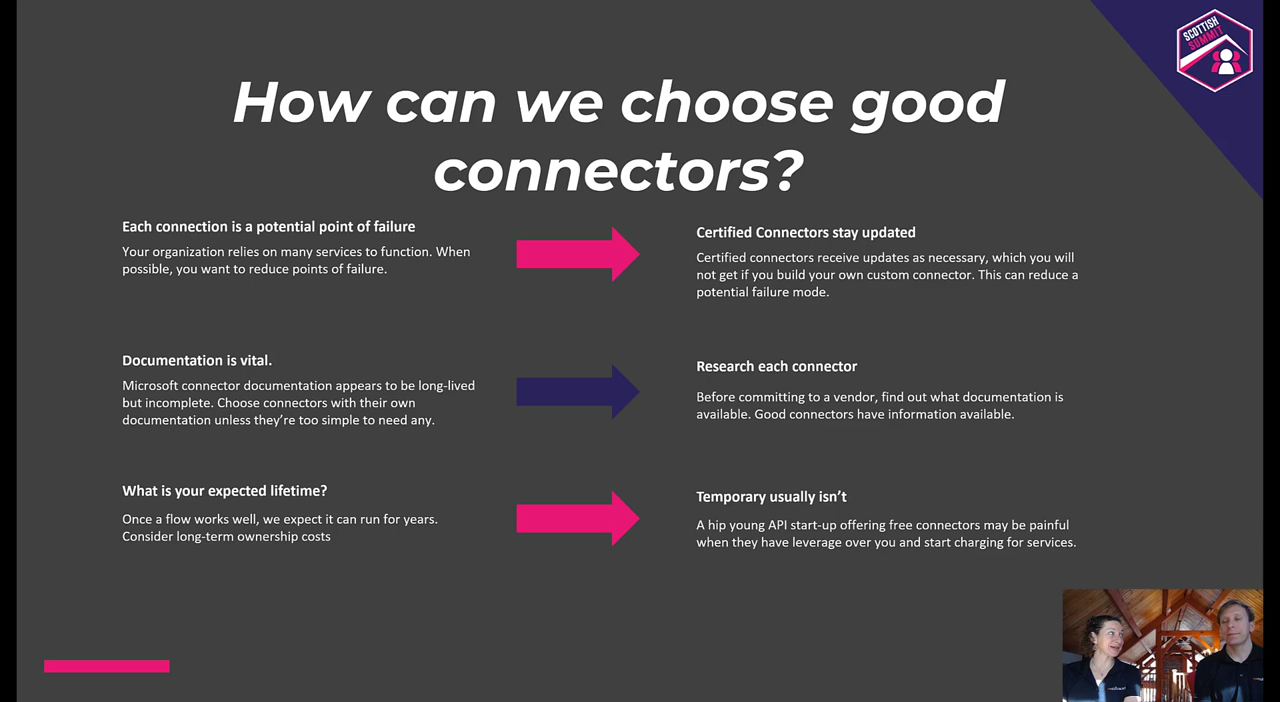 SCOTTISH
SUMMIT
How can we choose good
connectors?
Each connection is a potential point of failure
Your organization relies on many services to function. When
possible, you want to reduce points of failure.
Certified Connectors stay updated
Certified connectors receive updates as necessary, which you will
not get if you build your own custom connector. This can reduce a
potential failure mode.
Documentation is vital.
Microsoft connector documentation appears to be long-lived
but incomplete. Choose connectors with their own
documentation unless they’re too simple to need any.
Research each connector
Before committing to a vendor, find out what documentation is
available. Good connectors have information available.
What is your expected lifetime?
Once a flow works well, we expect it can run for years.
Consider long-term ownership costs
Temporary usually isn’t
A hip young API start-up offering free connectors may be painful
when they have leverage over you and start charging for services.